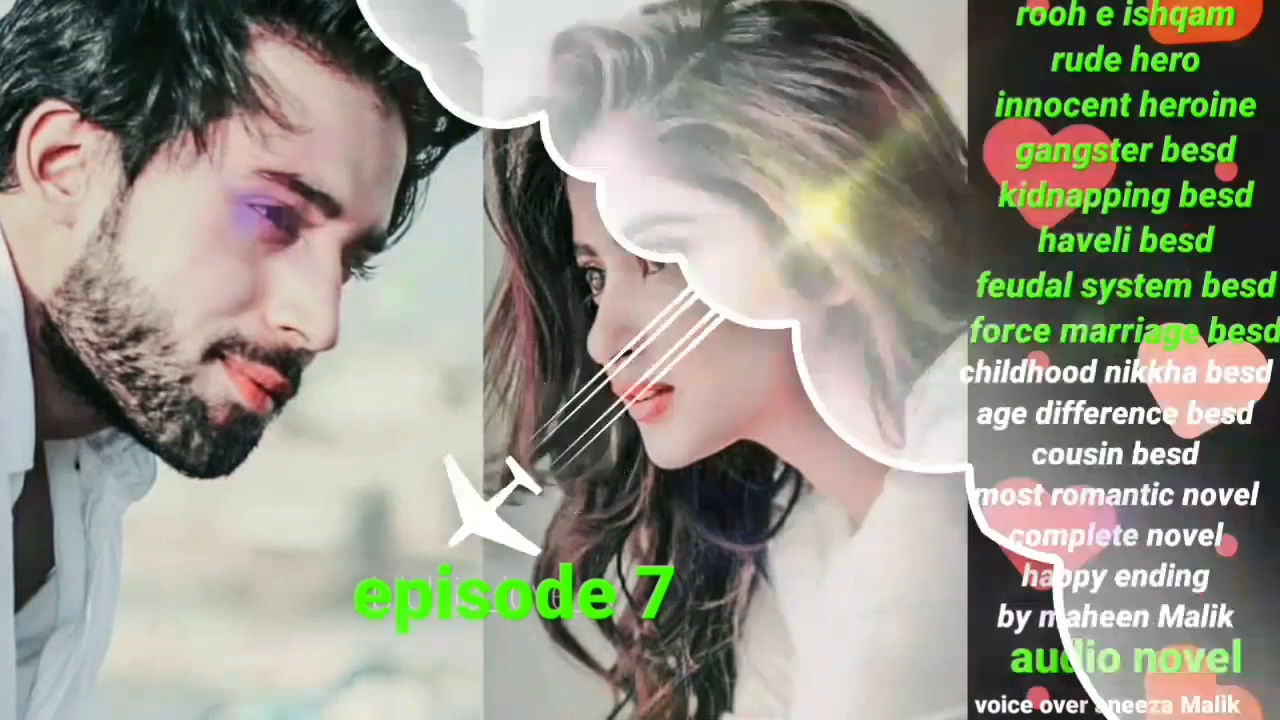 rooh e ishqam
rude hero
innocent heroine
gangster besd
kidnapping besd
haveli besd
feudal system besd
force marriage besd
childhood nikkha besd
age difference besd
cousin besd
most romantic novel
complete novel
happy ending
by maheen Malik
audio novel
voice over aneeza Malik
episode 7